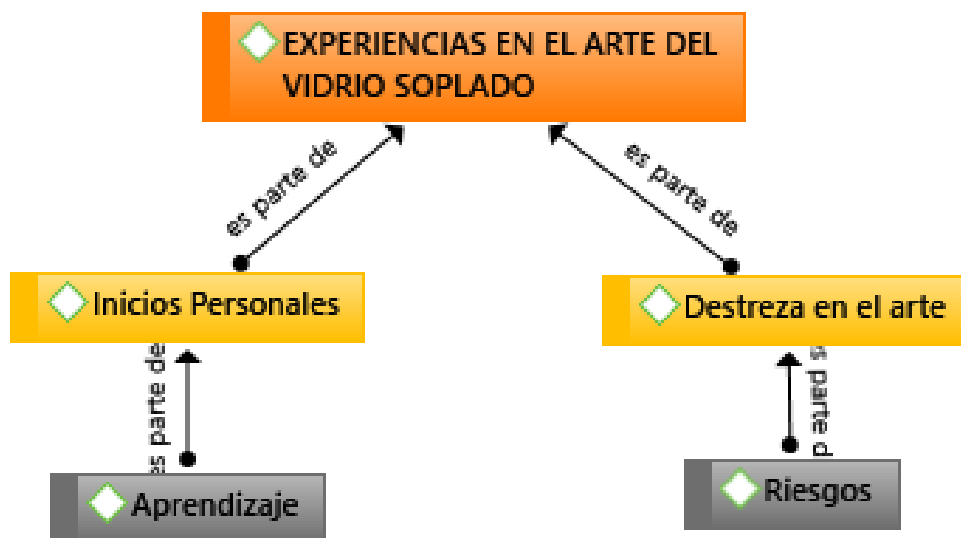 EXPERIENCIAS EN EL ARTE DEL
VIDRIO SOPLADO
es parte de
es parte de
Inicios Personales
Destreza en el arte
es parte de
es parte d
Aprendizaje
Riesgos